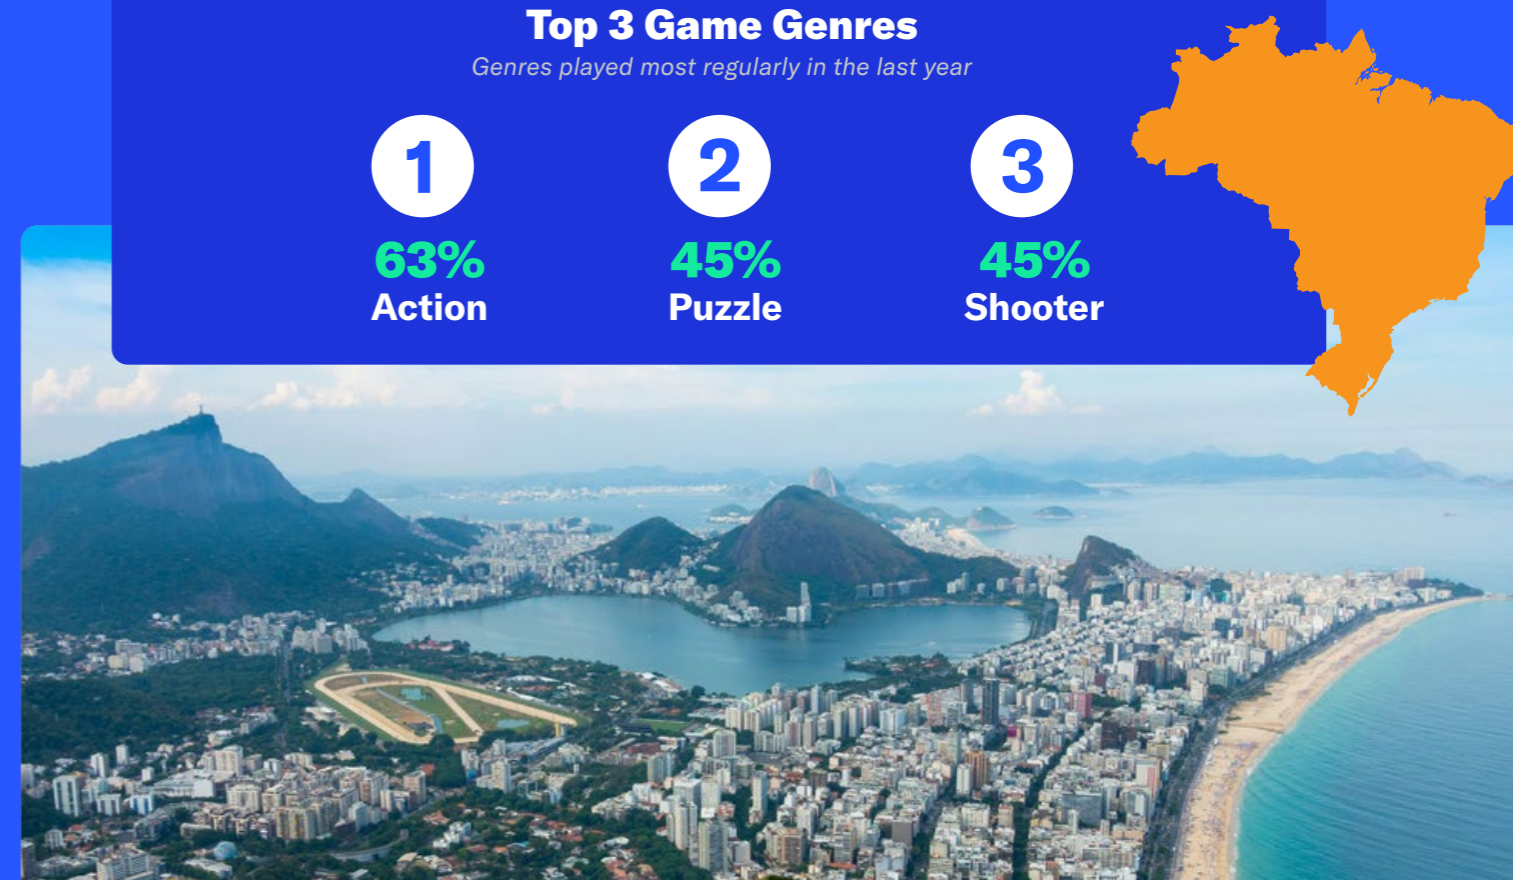 Top 3 Game Genres
Genres played most regularly in the last year
1
2
3
63%
45%
45%
Action
Puzzle
Shooter